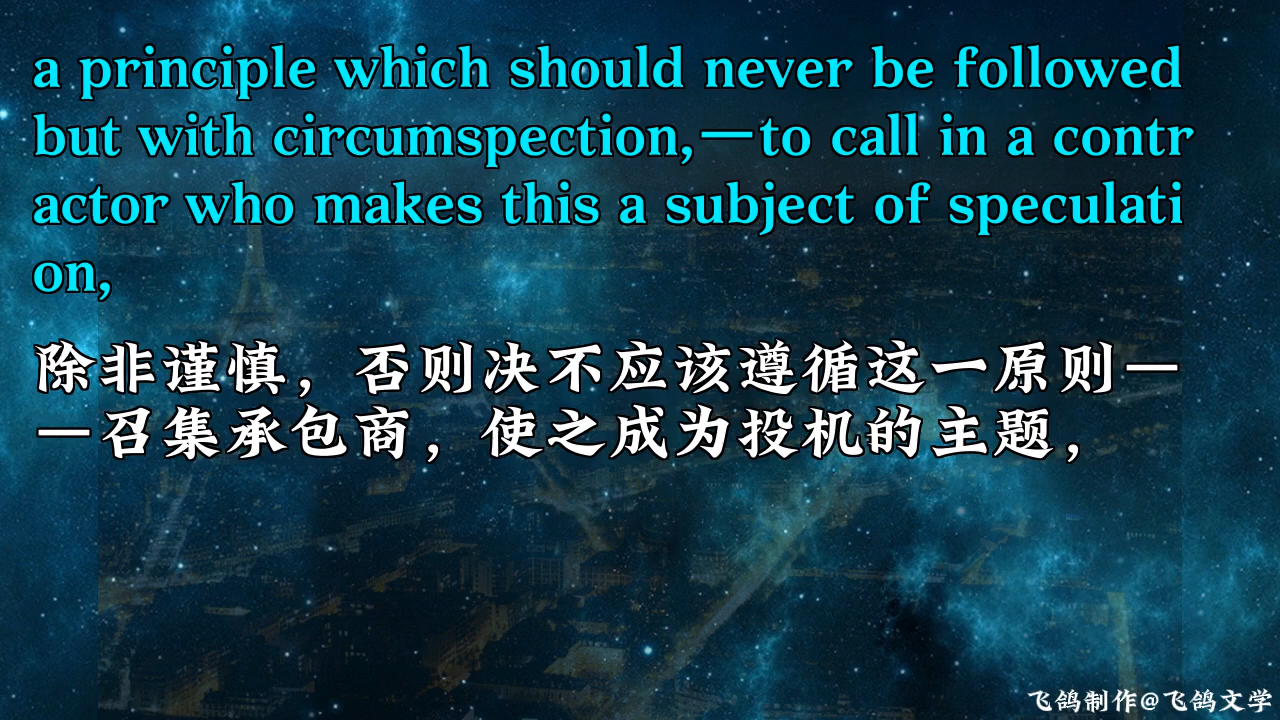 a principle which should never be followed
but with circumspection,—to call in a contr
actor who makes this a subject of speculati
on,
除非谨慎，否则决不应该遵循这一原则—
—召集承包商，使之成为投机的主题，
飞鸽制作@飞鸽文学